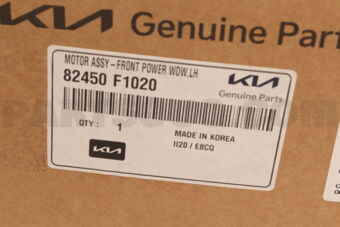 KIA Genuine Parts
MOTOR ASSY-FRONT POWER WDW.LH
82450 F1020
KIA
Genuine Parts
QTY : 1
MADE IN KOREA
II20 / E8CQ
KIA